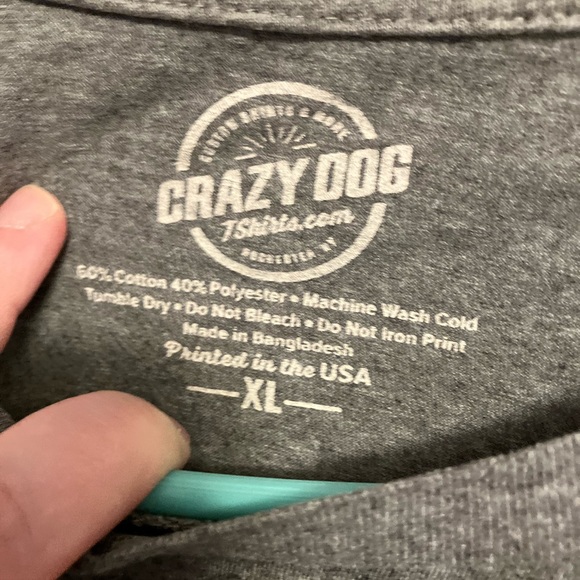 CUSTOM SHIRTS & MORE
CRAZY DOG
TShirts.com
ROCHESTER NY
60% Cotton 40% Polyester • Machine Wash Cold
Tumble Dry • Do Not Bleach • Do Not Iron Print
Made in Bangladesh
Printed in the USA
XL